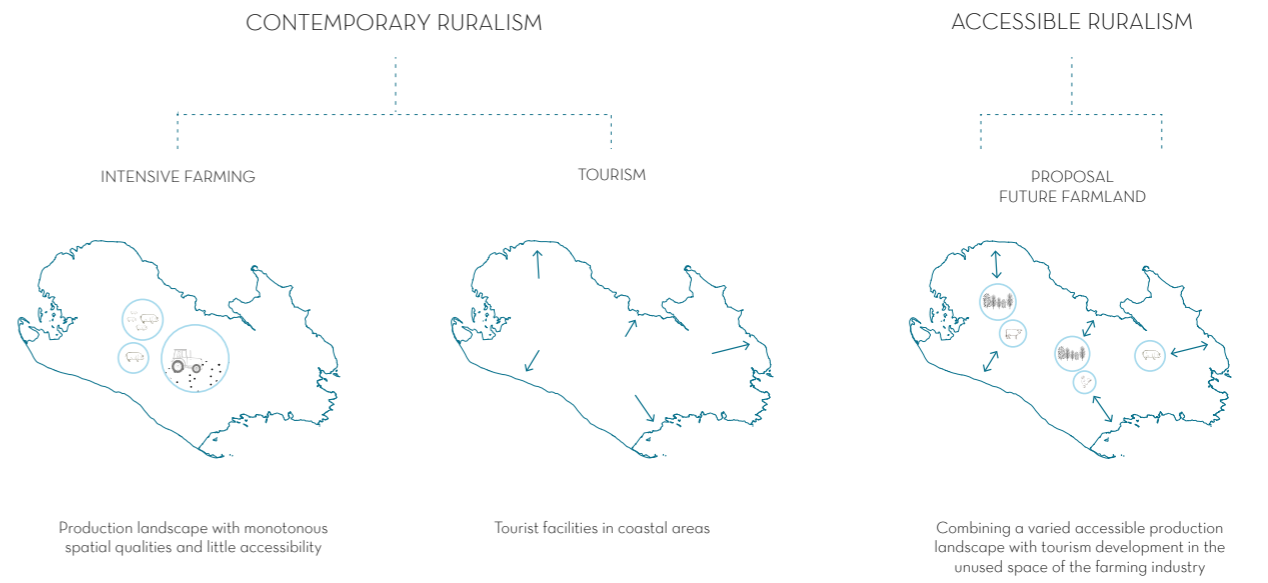 CONTEMPORARY RURALISM
ACCESSIBLE RURALISM
INTENSIVE FARMING
TOURISM
PROPOSAL
FUTURE FARMLAND
Production landscape with monotonous
spatial qualities and little accessibility
Tourist facilities in coastal areas
Combining a varied accessible production
landscape with tourism development in the
unused space of the farming industry